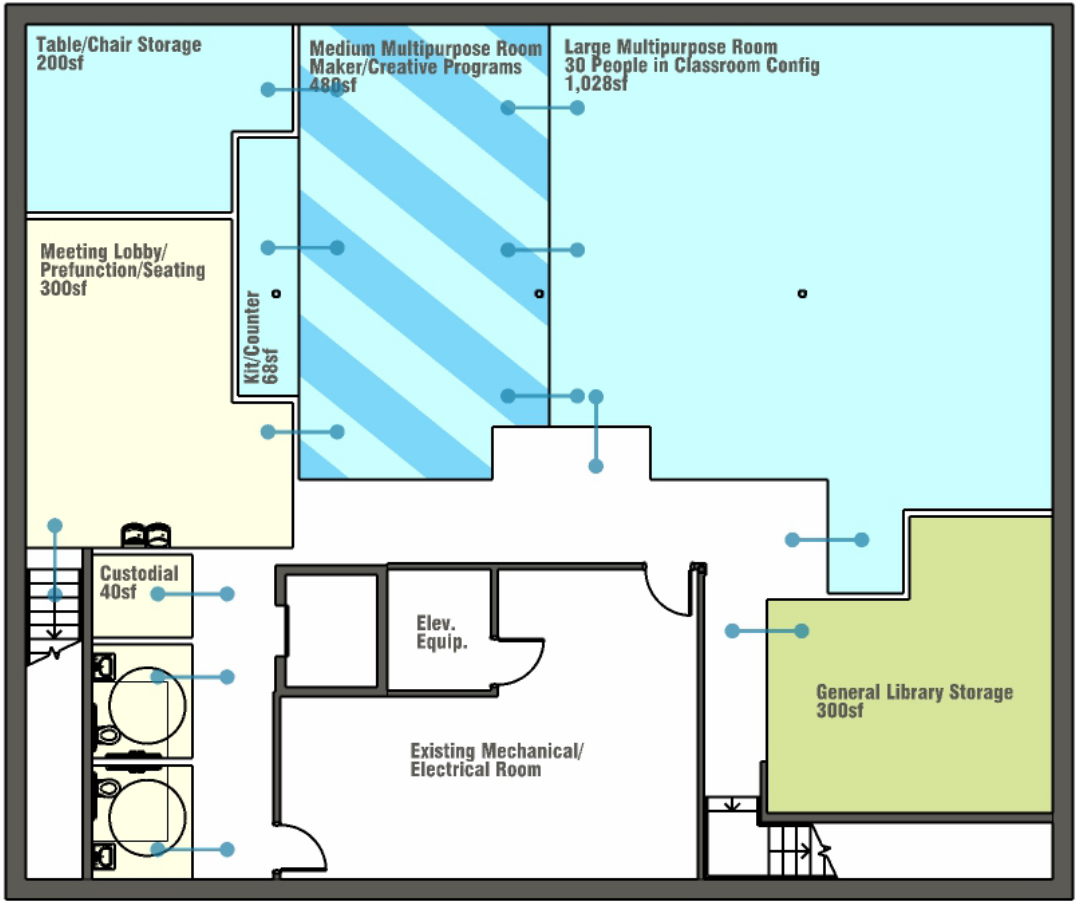 Table/Chair Storage
200sf
Medium Multipurpose Room
Maker/Creative Programs
480sf
Large Multipurpose Room
30 People in Classroom Config
1,028sf
Meeting Lobby/
Prefunction/Seating
300sf
Kit/Counter
68sf
Custodial
40sf
Elev.
Equip.
General Library Storage
300sf
Existing Mechanical/
Electrical Room